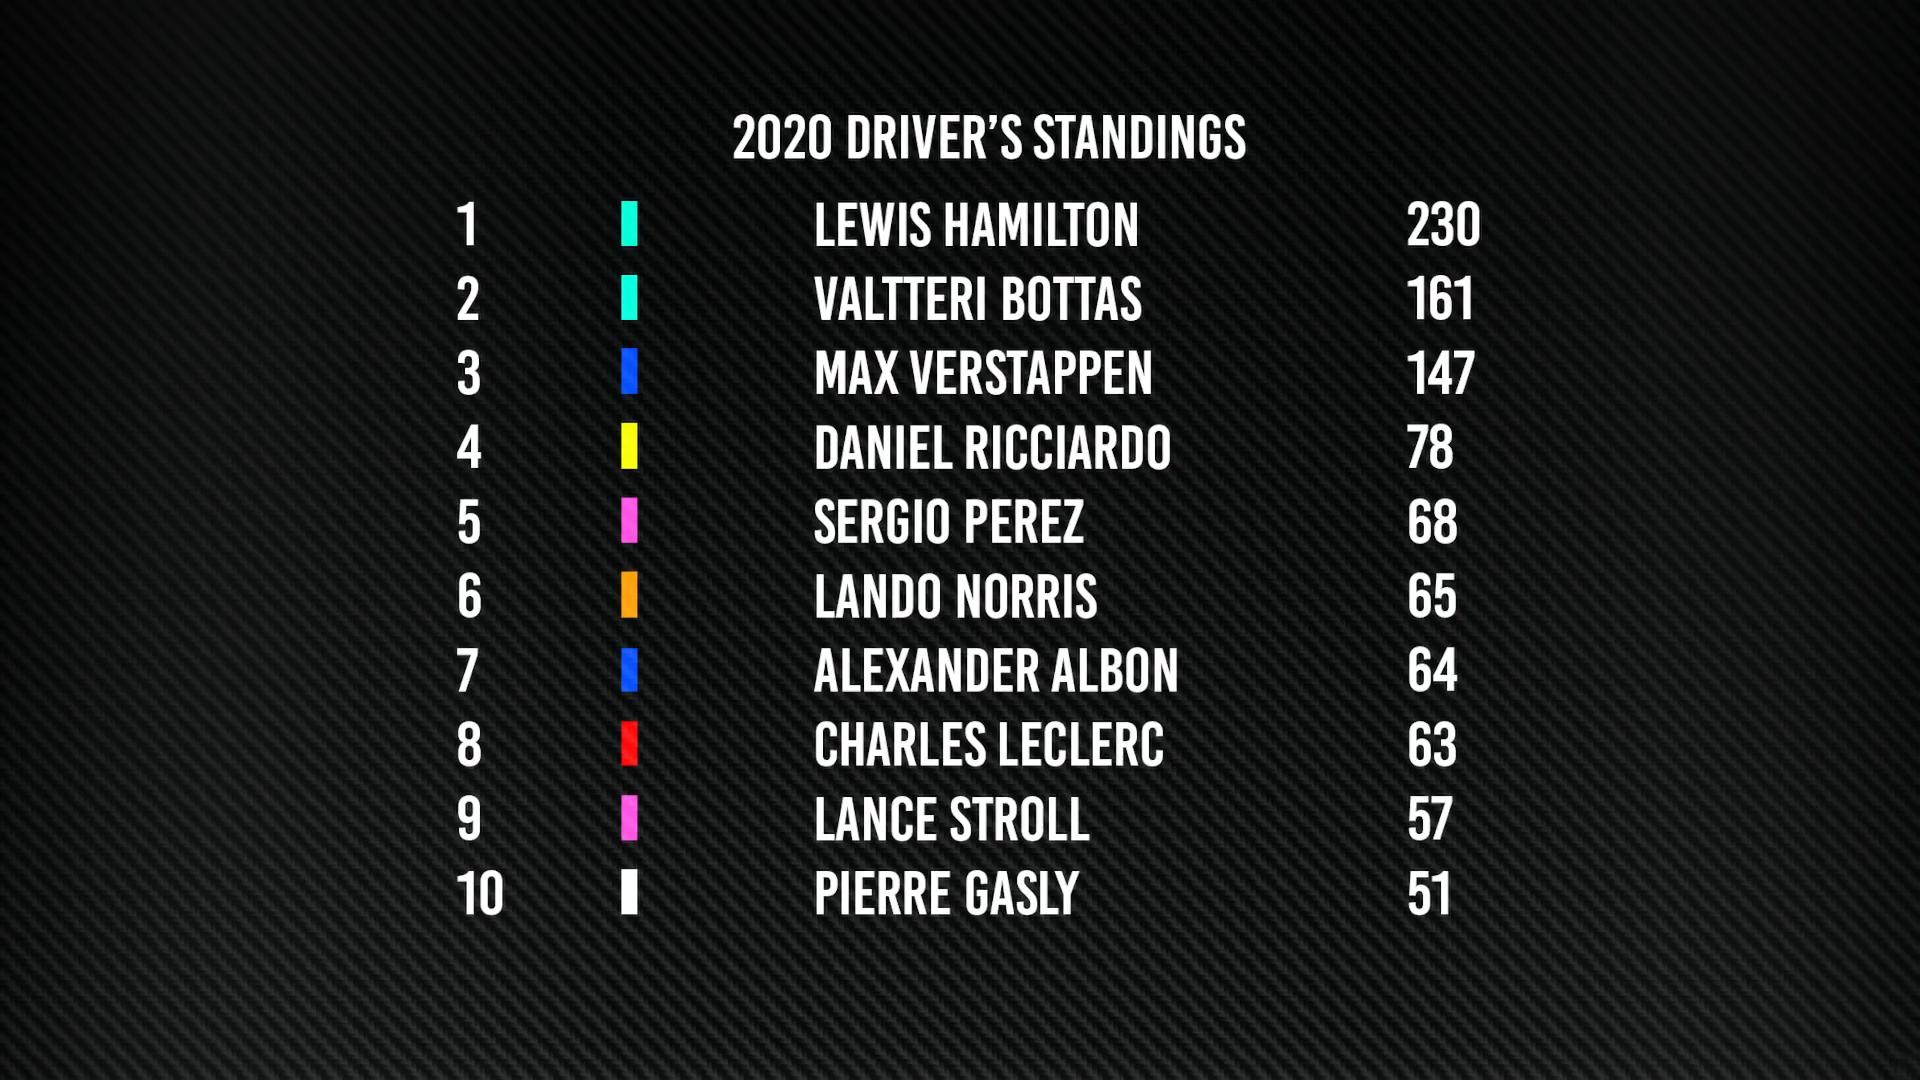 2020 DRIVER’S STANDINGS
1 LEWIS HAMILTON 230
2 VALTTERI BOTTAS 161
3 MAX VERSTAPPEN 147
4 DANIEL RICCIARDO 78
5 SERGIO PEREZ 68
6 LANDO NORRIS 65
7 ALEXANDER ALBON 64
8 CHARLES LECLERC 63
9 LANCE STROLL 57
10 PIERRE GASLY 51